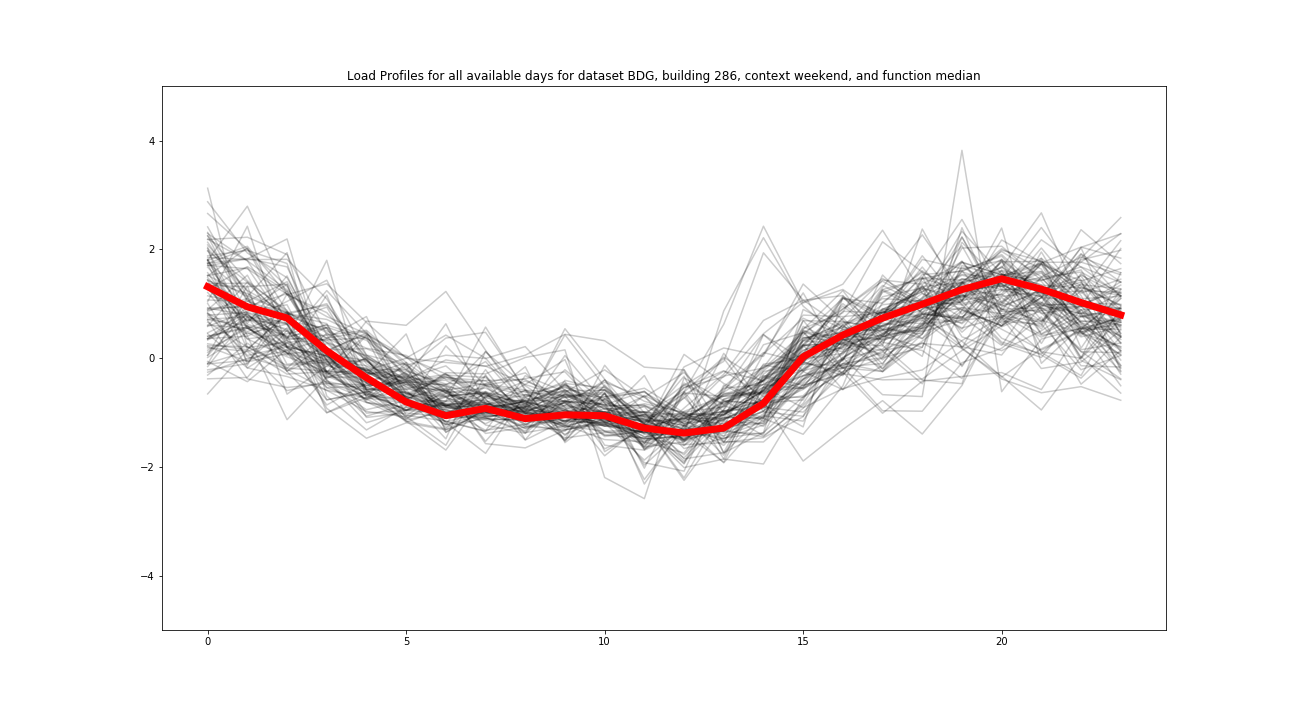 Load Profiles for all available days for dataset BDG, building 286, context weekend, and function median
4
2
0
−2
−4
0 5 10 15 20